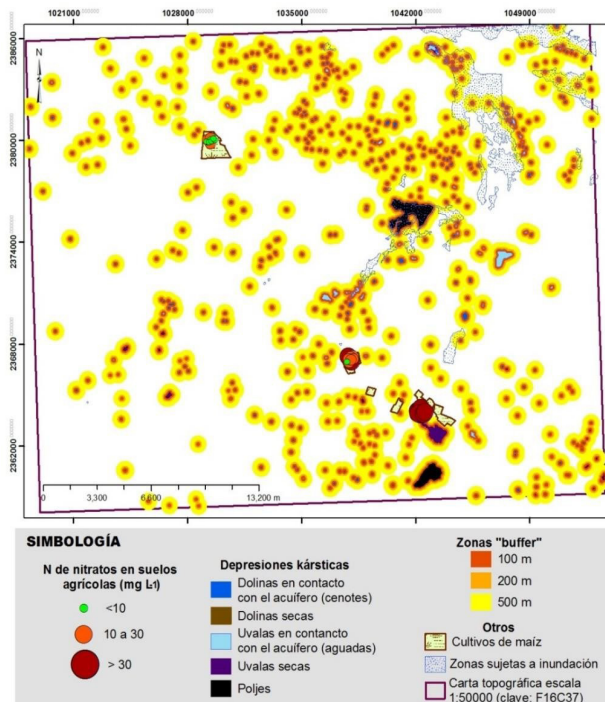 1021000 1028000 1035000 1042000 1049000
2386000
N
2380000
2374000
2368000
2362000
0 3,300 6,600 13,200 m
SIMBOLOGÍA
N de nitratos en suelos
agrícolas (mg L-1)
<10
10 a 30
> 30
Depresiones kársticas
Dolinas en contacto
con el acuífero (cenotes)
Dolinas secas
Uvalas en contancto
con el acuífero (aguadas)
Uvalas secas
Poljes
Zonas "buffer"
100 m
200 m
500 m
Otros
Cultivos de maíz
Zonas sujetas a inundación
Carta topográfica escala
1:50000 (clave: F16C37)